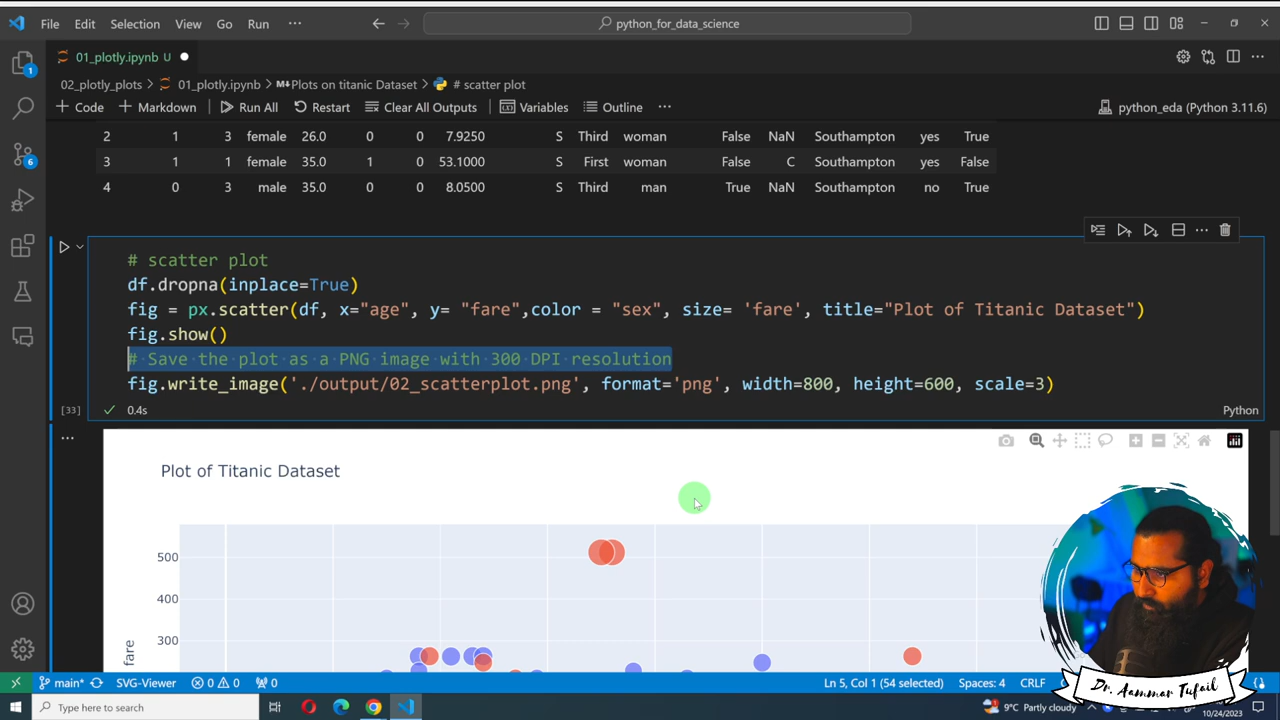 File Edit Selection View Go Run ··· python_for_data_science
01_plotly.ipynb U
02_plotly_plots > 01_plotly.ipynb > Plots on titanic Dataset > # scatter plot
+ Code + Markdown Run All Restart Clear All Outputs Variables Outline ··· python_eda (Python 3.11.6)
2 1 3 female 26.0 0 0 7.9250 S Third woman False NaN Southampton yes True
3 1 1 female 35.0 1 0 53.1000 S First woman False C Southampton yes False
4 0 3 male 35.0 0 0 8.0500 S Third man True NaN Southampton no True
# scatter plot
df.dropna(inplace=True)
fig = px.scatter(df, x="age", y= "fare",color = "sex", size= 'fare', title="Plot of Titanic Dataset")
fig.show()
# Save the plot as a PNG image with 300 DPI resolution
fig.write_image('./output/02_scatterplot.png', format='png', width=800, height=600, scale=3)
[33] 0.4s Python
Plot of Titanic Dataset
500
400
300
fare
1
6
main* SVG-Viewer 0 0 0 Ln 5, Col 1 (54 selected) Spaces: 4 CRLF
Dr. Aammar Tufail
Type here to search 9°C Partly cloudy 10/24/2023